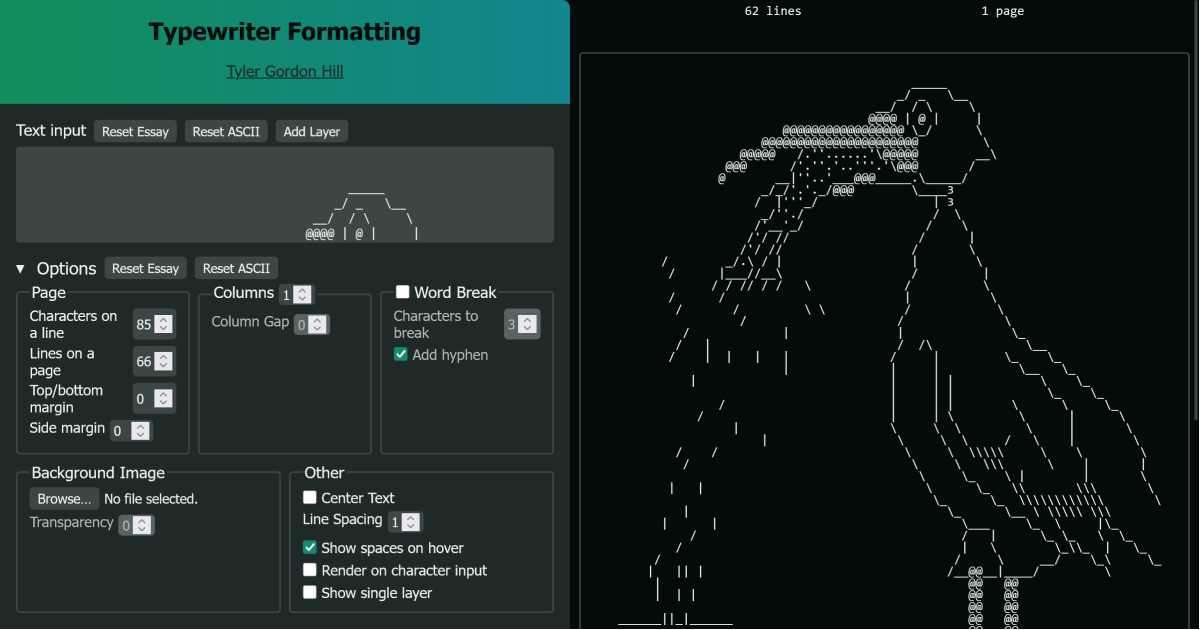 Typewriter Formatting
Tyler Gordon Hill
Text input Reset Essay Reset ASCII Add Layer
▼ Options Reset Essay Reset ASCII
Page
Characters on a line 85
Lines on a page 66
Top/bottom margin 0
Side margin 0
Columns 1
Column Gap 0
Word Break
Characters to break 3
Add hyphen
Background Image
Browse... No file selected.
Transparency 0
Other
Center Text
Line Spacing 1
Show spaces on hover
Render on character input
Show single layer
62 lines 1 page